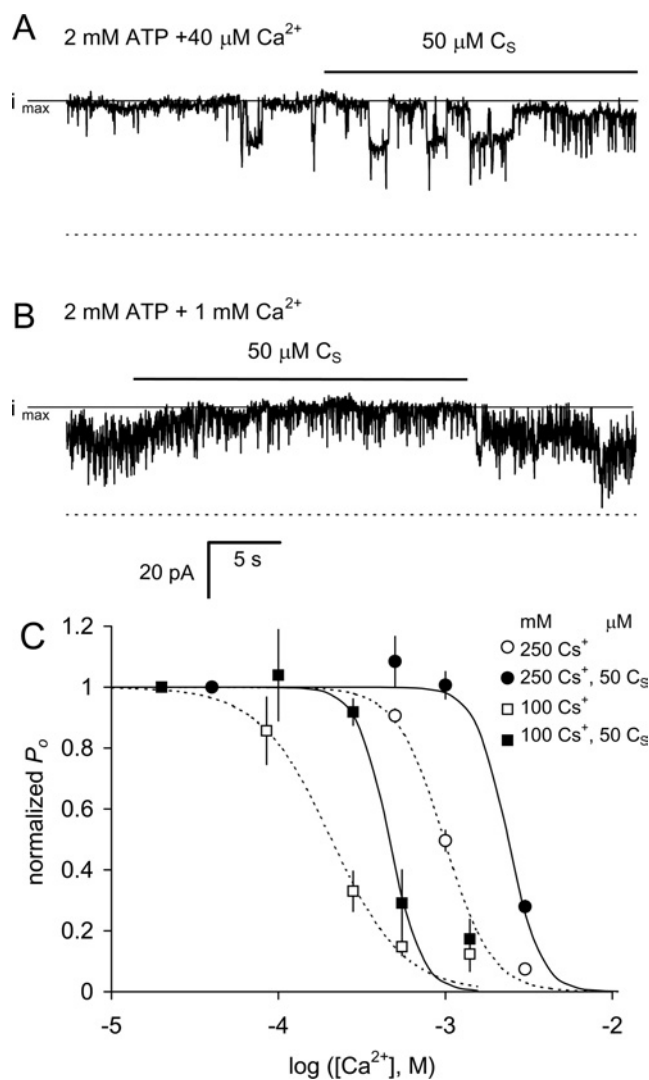 A
2 mM ATP +40 μM Ca²⁺
50 μM Cₛ
i max
B
2 mM ATP + 1 mM Ca²⁺
50 μM Cₛ
i max
20 pA
5 s
C
mM μM
250 Cs⁺
250 Cs⁺, 50 Cₛ
100 Cs⁺
100 Cs⁺, 50 Cₛ
normalized Pₒ
1.2
1
0.8
0.6
0.4
0.2
0
-5 -4 -3 -2
log ([Ca²⁺], M)